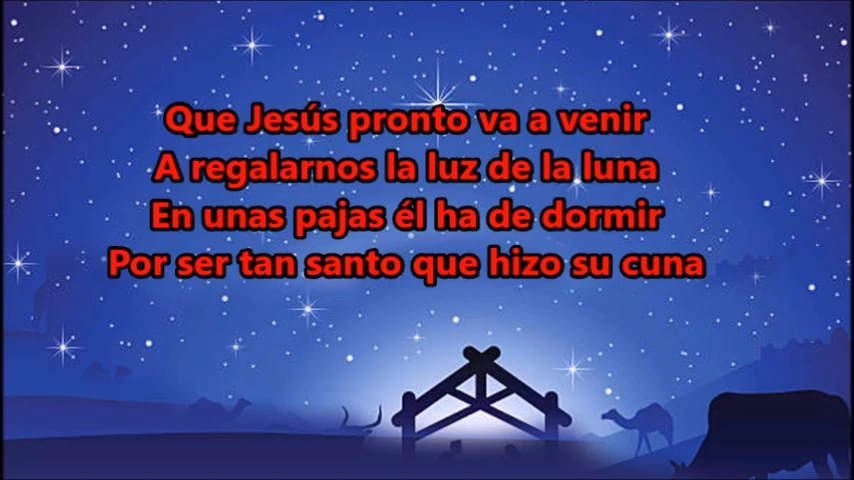 Que Jesús pronto va a venir
A regalarnos la luz de la luna
En unas pajas él ha de dormir
Por ser tan santo que hizo su cuna